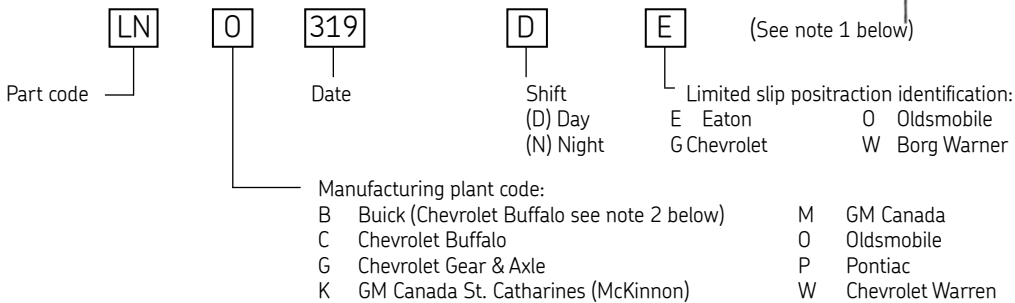 LN O 319 D E (See note 1 below)
Part code Date Shift Limited slip positraction identification:
(D) Day E Eaton O Oldsmobile
(N) Night G Chevrolet W Borg Warner
Manufacturing plant code:
B Buick (Chevrolet Buffalo see note 2 below) M GM Canada
C Chevrolet Buffalo O Oldsmobile
G Chevrolet Gear & Axle P Pontiac
K GM Canada St. Catharines (McKinnon) W Chevrolet Warren